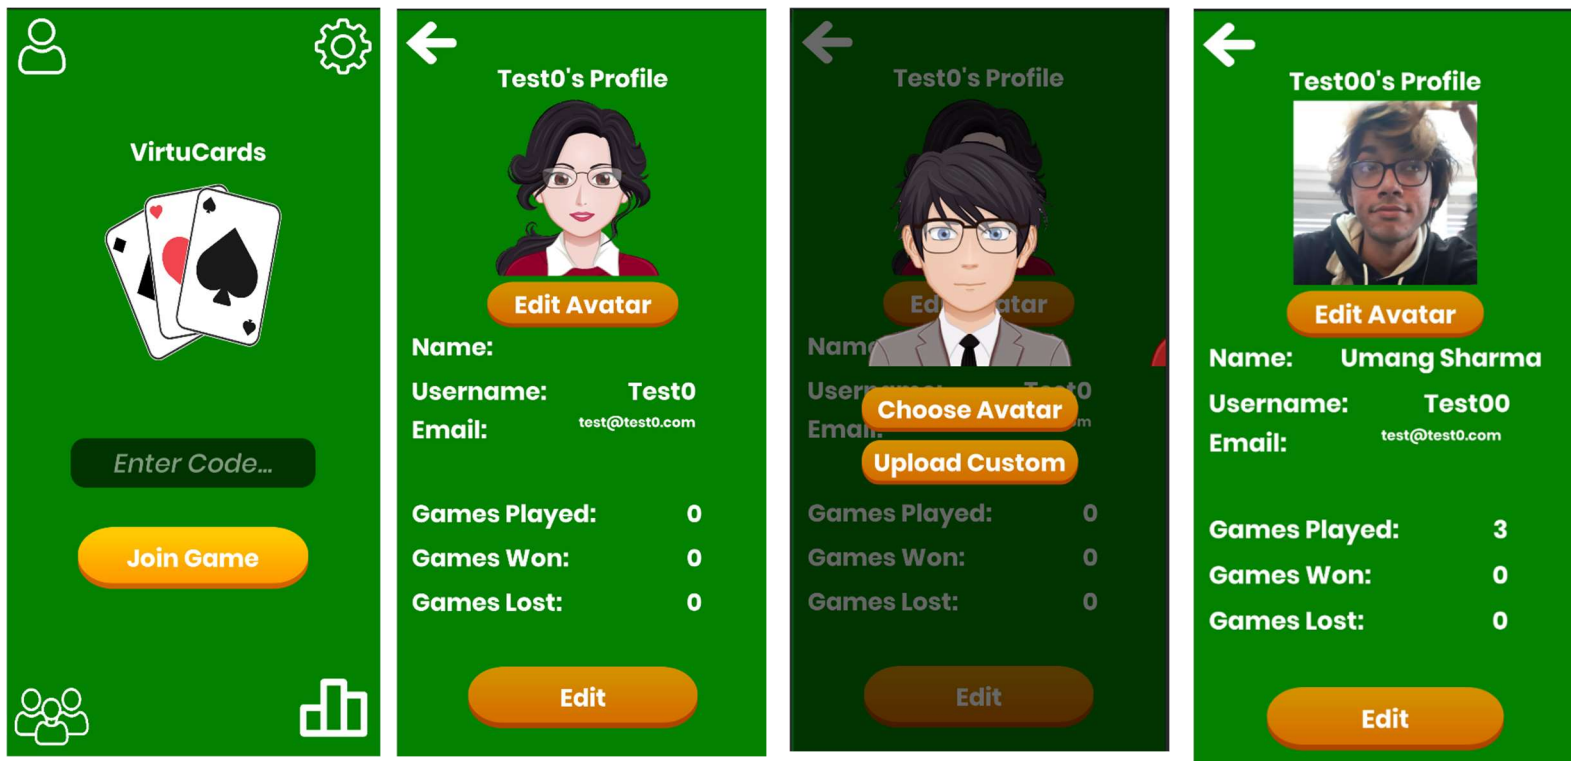 VirtuCards
Enter Code...
Join Game
Test0's Profile
Edit Avatar
Name:
Username: Test0
Email: test@test0.com
Games Played: 0
Games Won: 0
Games Lost: 0
Edit
Test0's Profile
Choose Avatar
Upload Custom
Games Played: 0
Games Won: 0
Games Lost: 0
Edit
Test00's Profile
Edit Avatar
Name: Umang Sharma
Username: Test00
Email: test@test0.com
Games Played: 3
Games Won: 0
Games Lost: 0
Edit